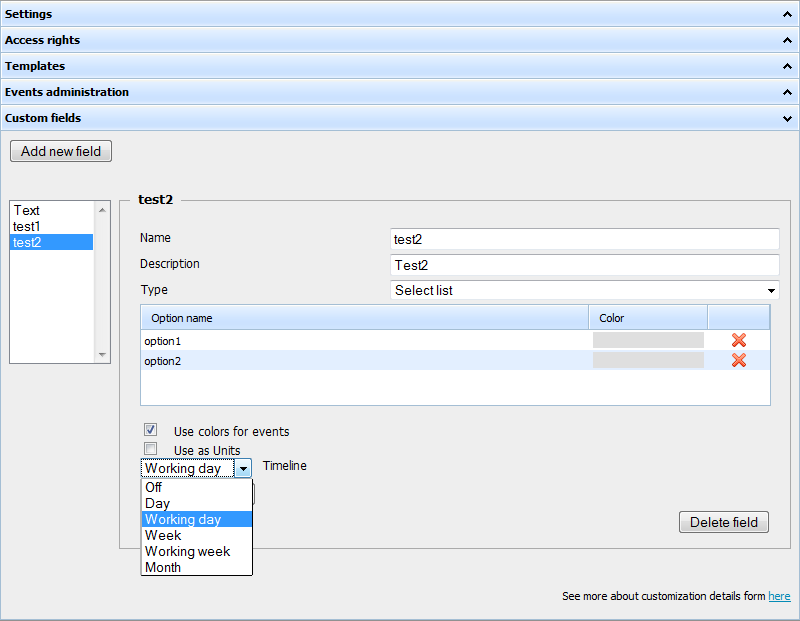 Settings
Access rights
Templates
Events administration
Custom fields
Add new field
Text
test1
test2
test2
Name
test2
Description
Test2
Type
Select list
Option name Color
option1
option2
Use colors for events
Use as Units
Working day Timeline
Off
Day
Working day
Week
Working week
Month
Delete field
See more about customization details form here